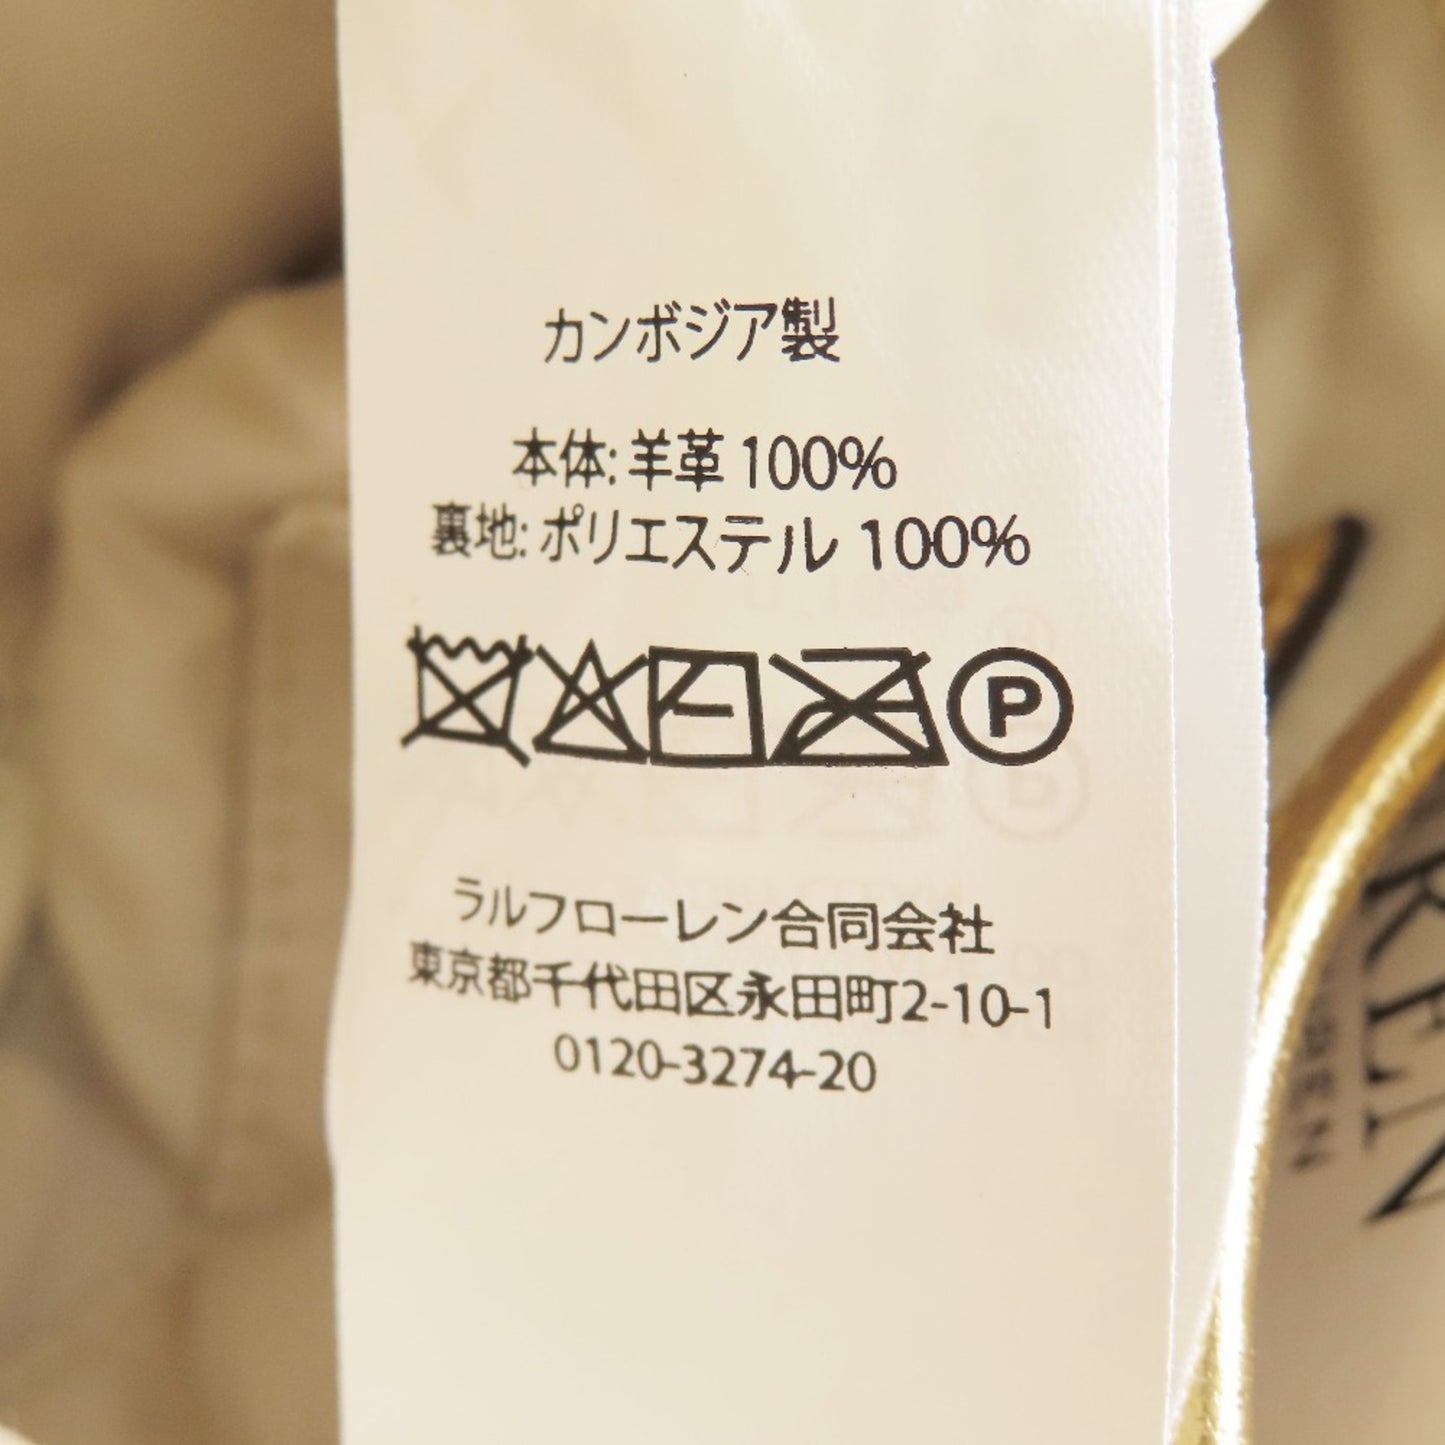 カンボジア製
本体: 羊革 100%
裏地: ポリエステル 100%
P
ラルフローレン合同会社
東京都千代田区永田町2-10-1
0120-3274-20